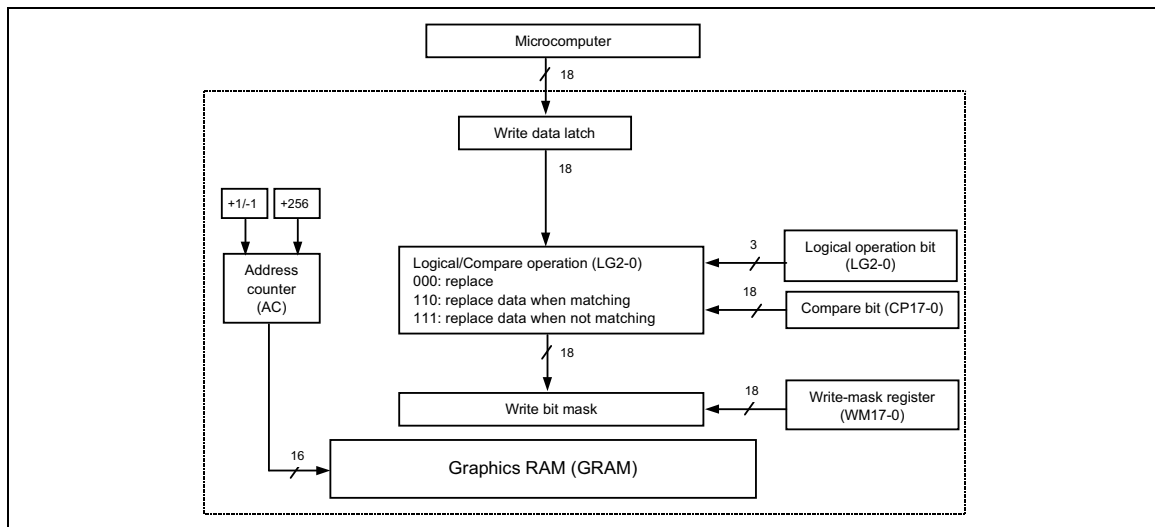 Microcomputer
18
Write data latch
18
+1/-1
+256
Address
counter
(AC)
Logical/Compare operation (LG2-0)
000: replace
110: replace data when matching
111: replace data when not matching
3
Logical operation bit
(LG2-0)
18
Compare bit (CP17-0)
18
Write bit mask
18
Write-mask register
(WM17-0)
16
Graphics RAM (GRAM)